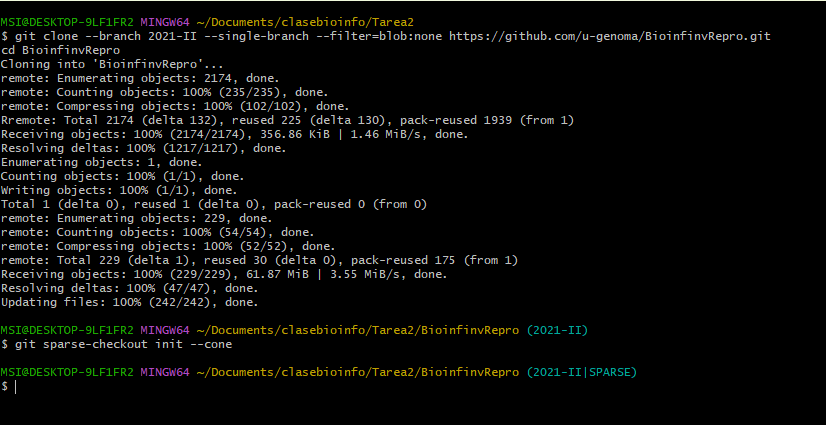 MSI@DESKTOP-9LF1FR2 MINGW64 ~/Documents/clasebioinfo/Tarea2
$ git clone --branch 2021-II --single-branch --filter=blob:none https://github.com/u-genoma/BioinfinvRepro.git
cd BioinfinvRepro
Cloning into 'BioinfinvRepro'...
remote: Enumerating objects: 2174, done.
remote: Counting objects: 100% (235/235), done.
remote: Compressing objects: 100% (102/102), done.
Rremote: Total 2174 (delta 132), reused 225 (delta 130), pack-reused 1939 (from 1)
Receiving objects: 100% (2174/2174), 356.86 KiB | 1.46 MiB/s, done.
Resolving deltas: 100% (1217/1217), done.
Enumerating objects: 1, done.
Counting objects: 100% (1/1), done.
Writing objects: 100% (1/1), done.
Total 1 (delta 0), reused 1 (delta 0), pack-reused 0 (from 0)
remote: Enumerating objects: 229, done.
remote: Counting objects: 100% (54/54), done.
remote: Compressing objects: 100% (52/52), done.
remote: Total 229 (delta 1), reused 30 (delta 0), pack-reused 175 (from 1)
Receiving objects: 100% (229/229), 61.87 MiB | 3.55 MiB/s, done.
Resolving deltas: 100% (47/47), done.
Updating files: 100% (242/242), done.
MSI@DESKTOP-9LF1FR2 MINGW64 ~/Documents/clasebioinfo/Tarea2/BioinfinvRepro (2021-II)
$ git sparse-checkout init --cone
MSI@DESKTOP-9LF1FR2 MINGW64 ~/Documents/clasebioinfo/Tarea2/BioinfinvRepro (2021-II|SPARSE)
$